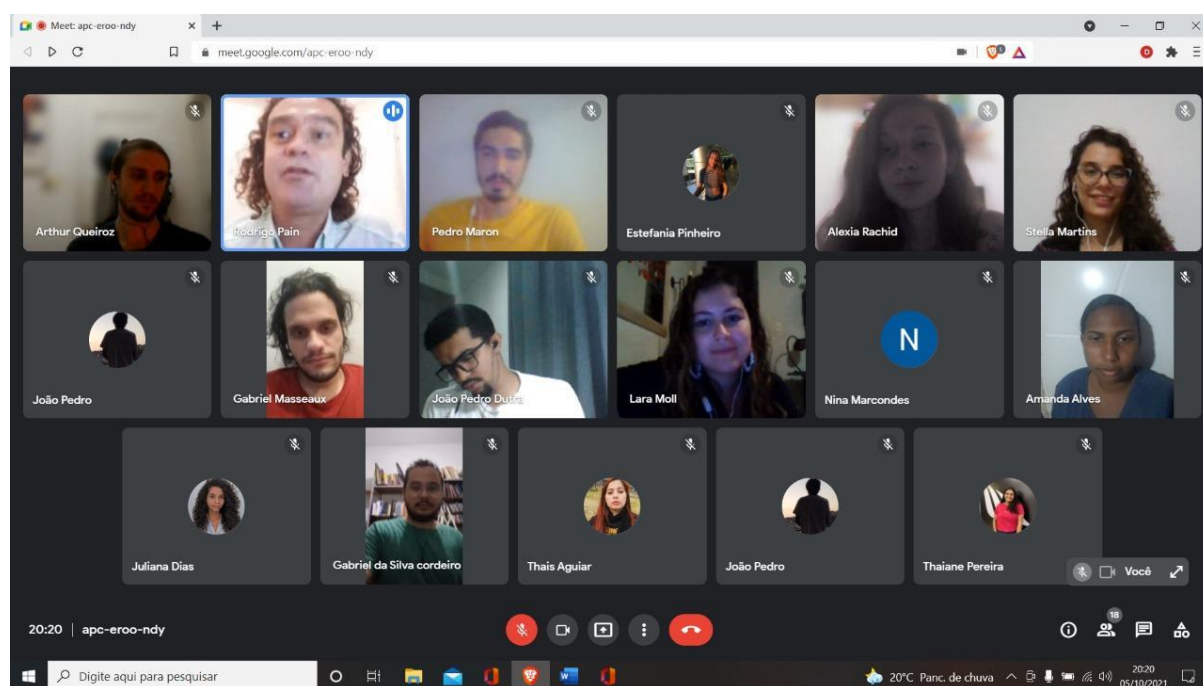 Meet: apc-eroo-ndy
meet.google.com/apc-eroo-ndy
Arthur Queiroz
Rodrigo Pain
Pedro Maron
Estefania Pinheiro
Alexia Rachid
Stella Martins
João Pedro
Gabriel Masseaux
João Pedro Dutra
Lara Moll
N
Nina Marcondes
Amanda Alves
Juliana Dias
Gabriel da Silva cordeiro
Thais Aguiar
João Pedro
Thaiane Pereira
Você
20:20 | apc-eroo-ndy
18
Digite aqui para pesquisar
20°C Panc. de chuva
20:20
05/10/2021